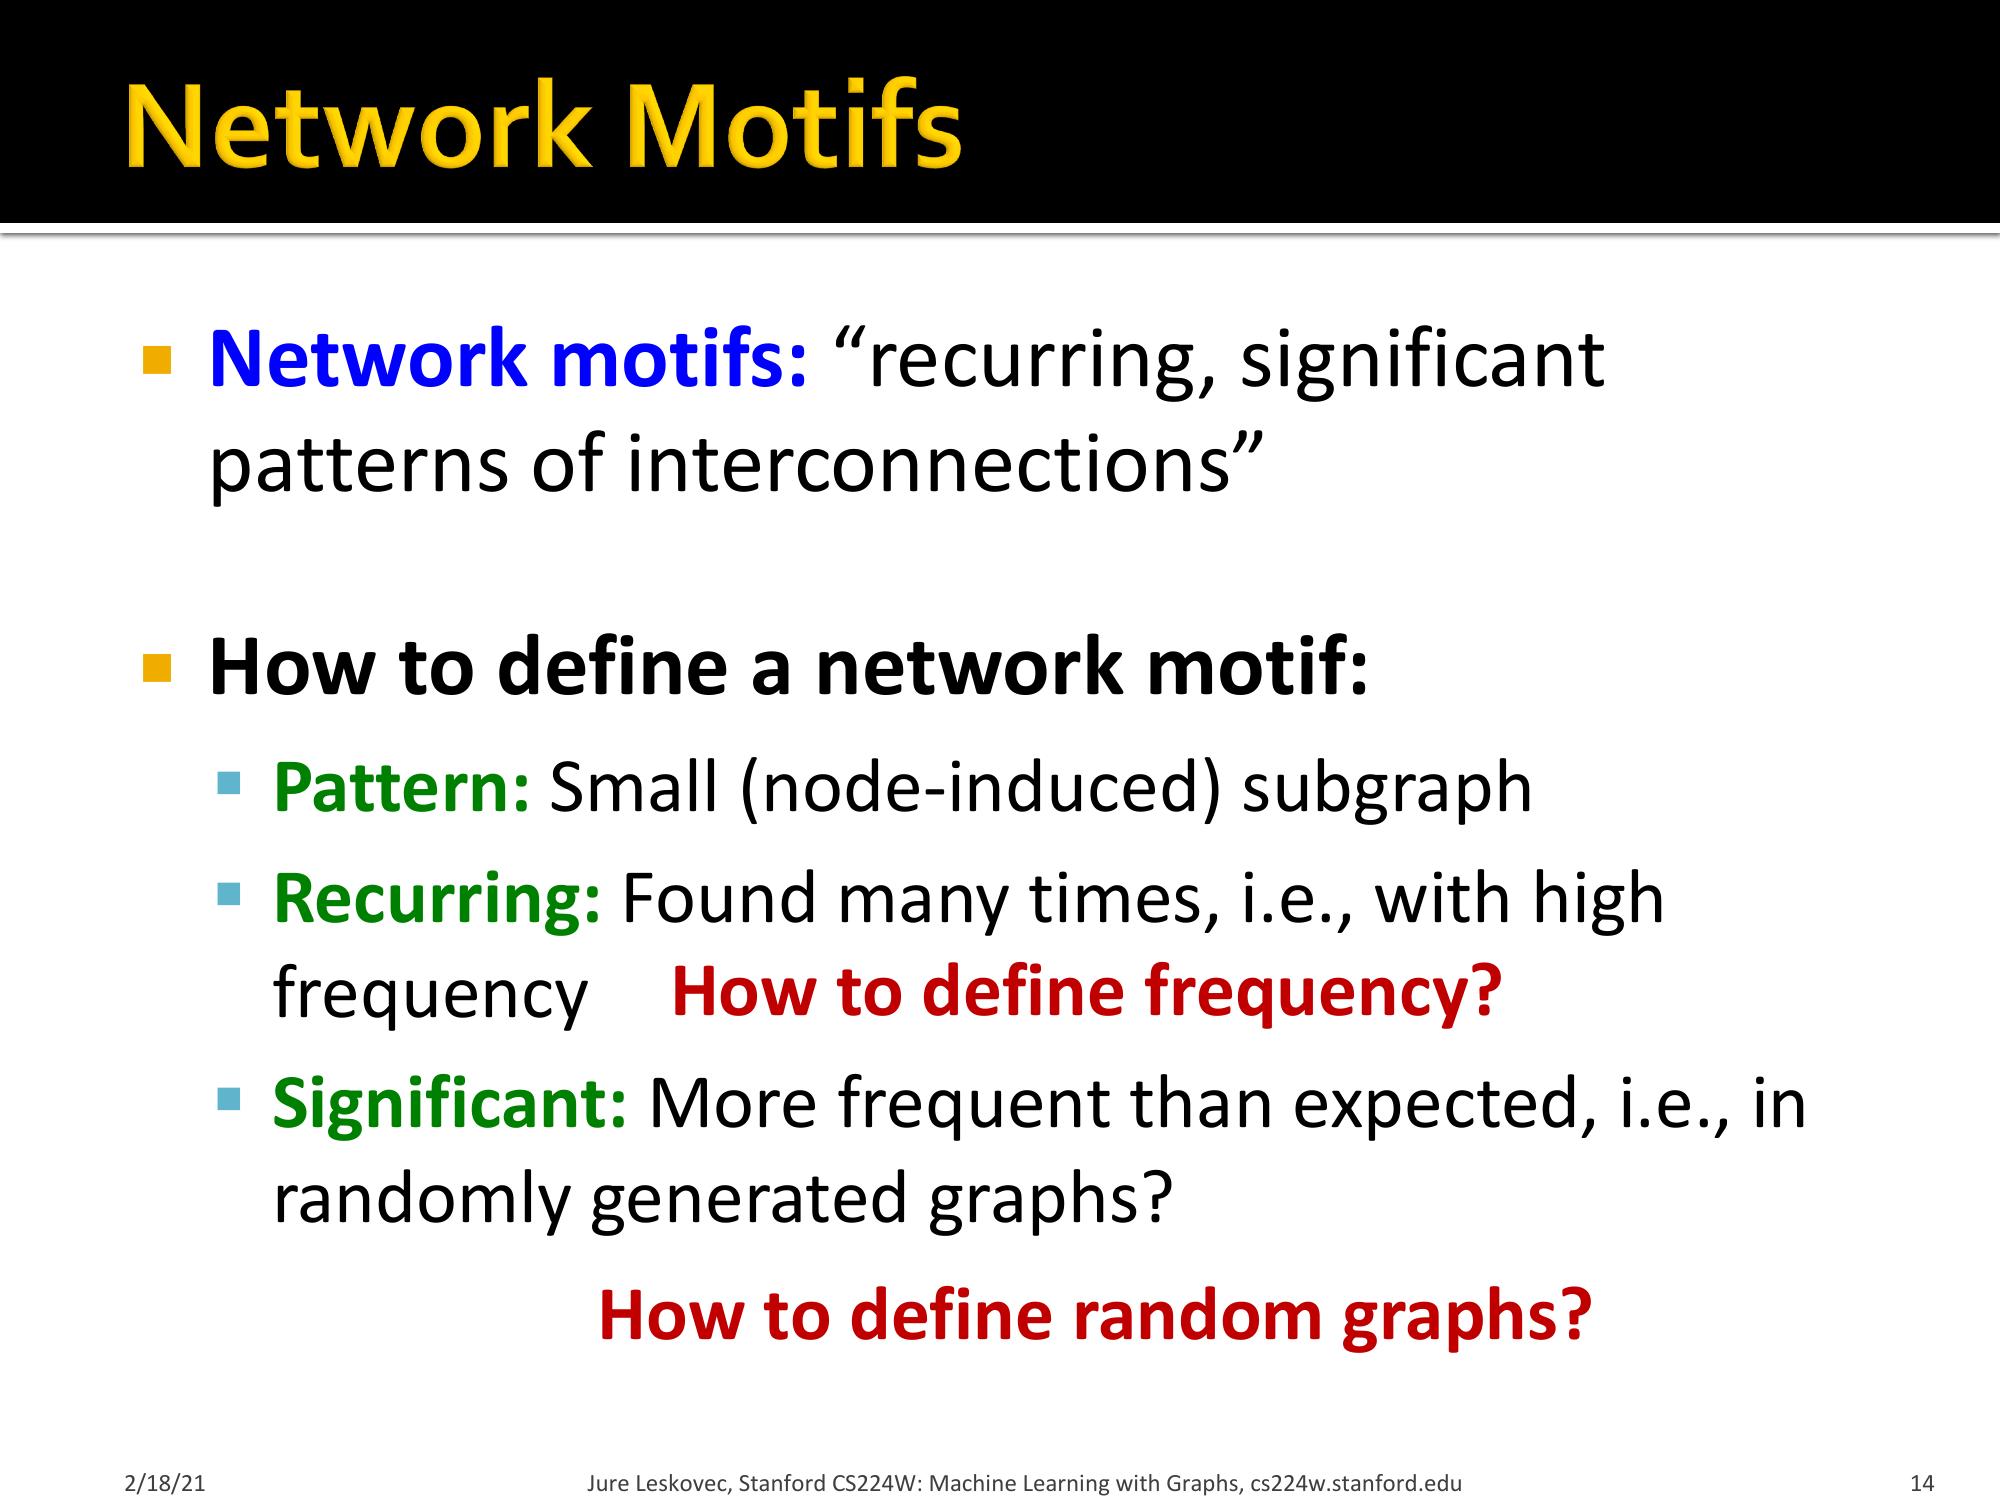 Network Motifs
Network motifs: “recurring, significant
patterns of interconnections”
How to define a network motif:
Pattern: Small (node-induced) subgraph
Recurring: Found many times, i.e., with high
frequency How to define frequency?
Significant: More frequent than expected, i.e., in
randomly generated graphs?
How to define random graphs?
2/18/21 Jure Leskovec, Stanford CS224W: Machine Learning with Graphs, cs224w.stanford.edu 14